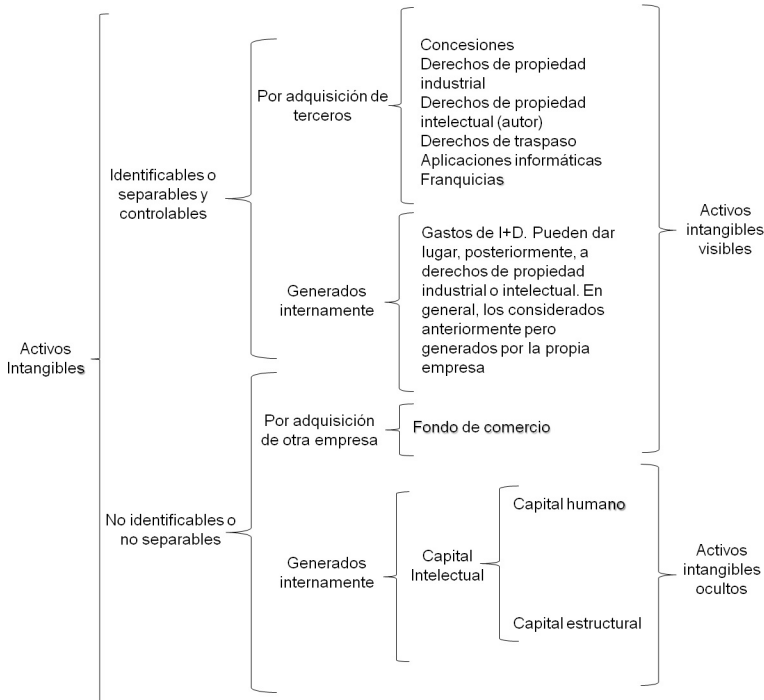 Activos
Intangibles
Identificables o
separables y
controlables
Por adquisición de
terceros
Concesiones
Derechos de propiedad
industrial
Derechos de propiedad
intelectual (autor)
Derechos de traspaso
Aplicaciones informáticas
Franquicias
Generados
internamente
Gastos de I+D. Pueden dar
lugar, posteriormente, a
derechos de propiedad
industrial o intelectual. En
general, los considerados
anteriormente pero
generados por la propia
empresa
Activos
intangibles
visibles
No identificables o
no separables
Por adquisición
de otra empresa
Fondo de comercio
Generados
internamente
Capital
Intelectual
Capital humano
Capital estructural
Activos
intangibles
ocultos